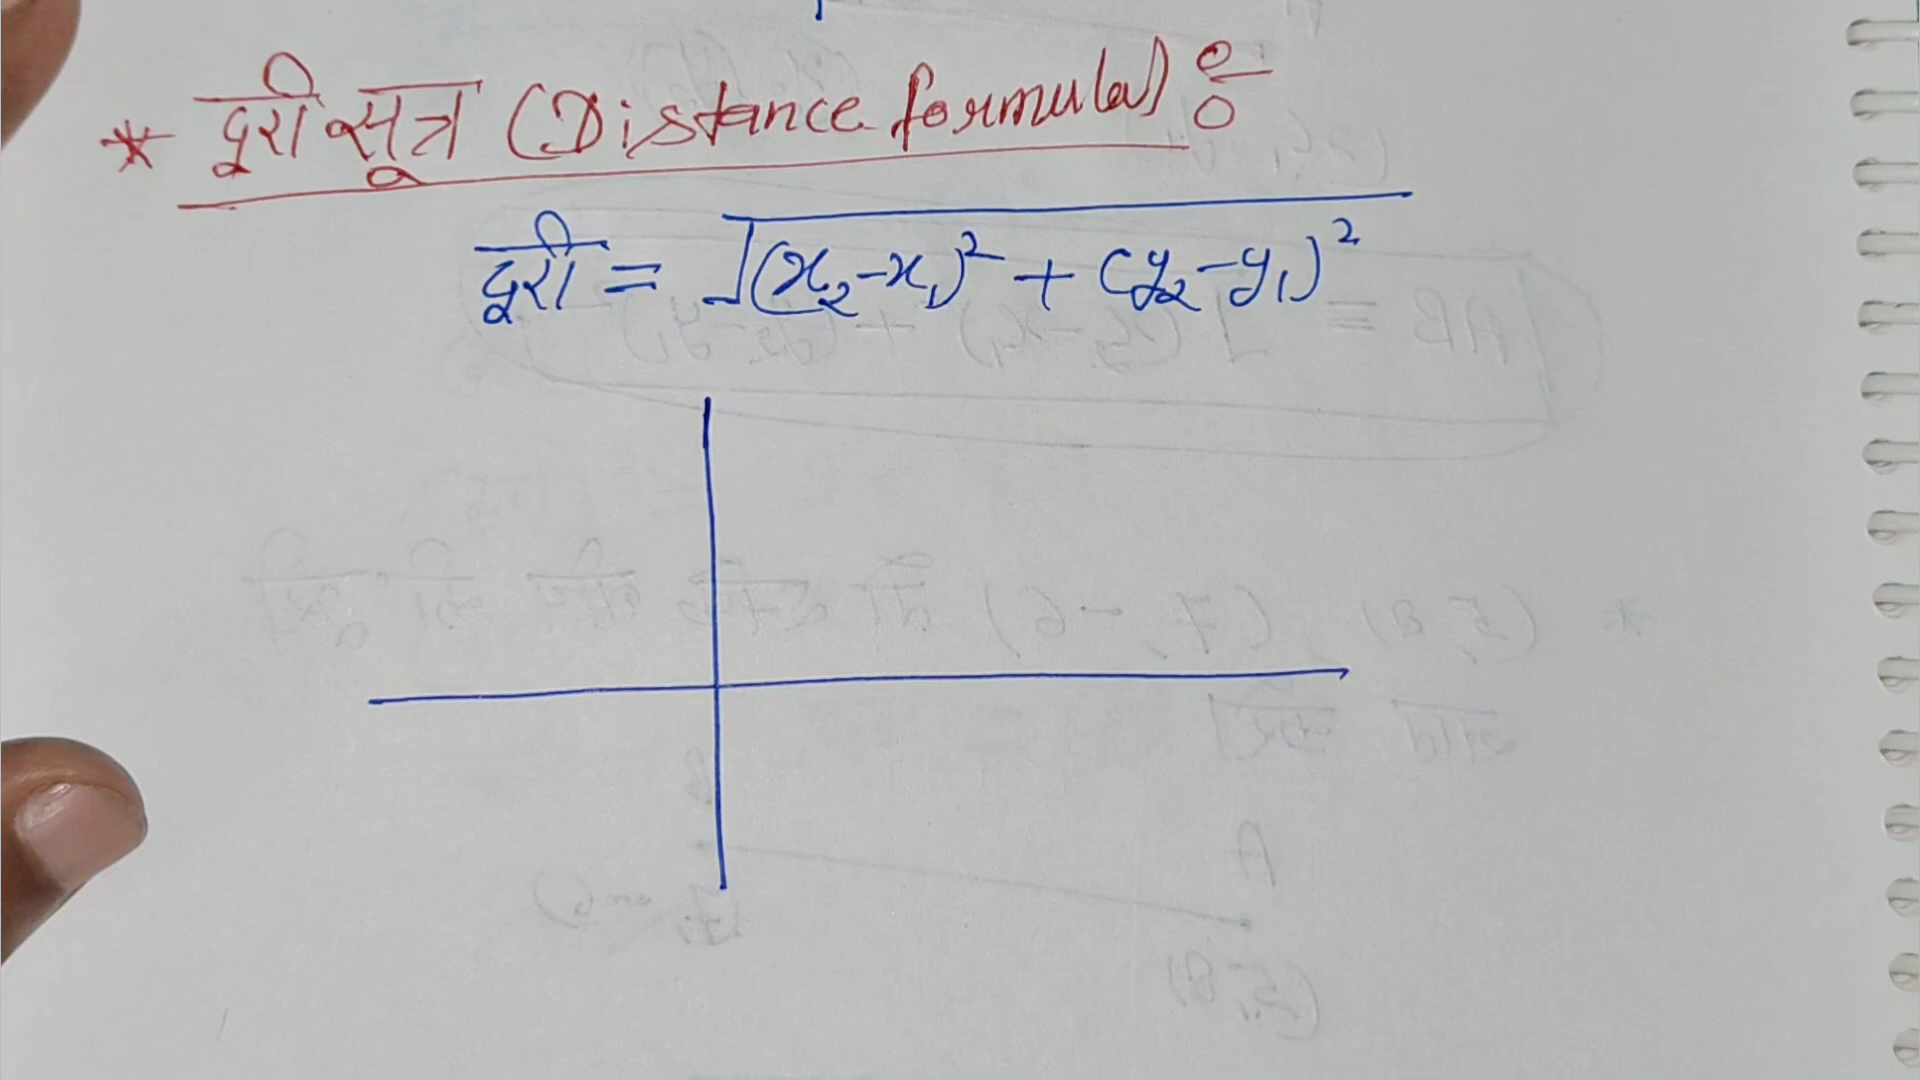 * दूरी सूत्र (Distance formula) :-
दूरी = √(x₂-x₁)² + (y₂-y₁)²